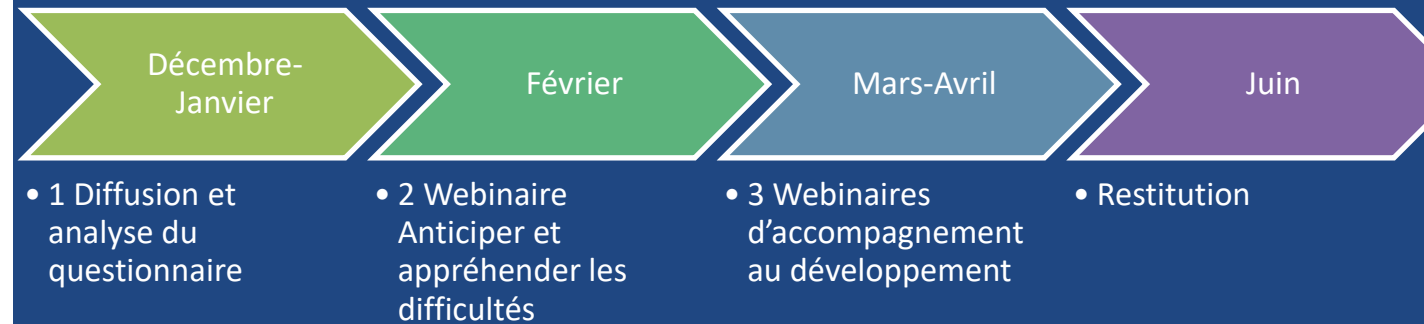 Décembre-
Janvier
Février
Mars-Avril
Juin
• 1 Diffusion et
analyse du
questionnaire
• 2 Webinaire
Anticiper et
appréhender les
difficultés
• 3 Webinaires
d’accompagnement
au développement
• Restitution